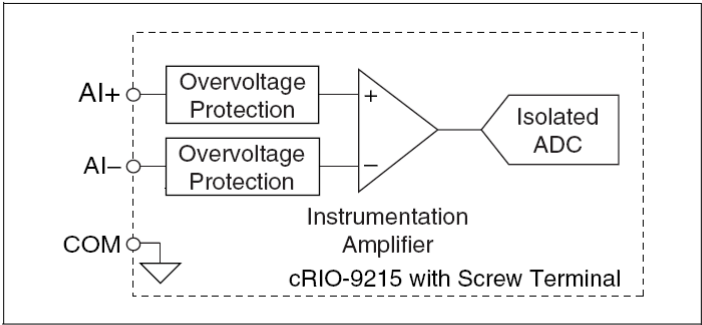 AI+
Overvoltage
Protection
+
AI–
Overvoltage
Protection
–
Isolated
ADC
Instrumentation
Amplifier
COM
cRIO-9215 with Screw Terminal